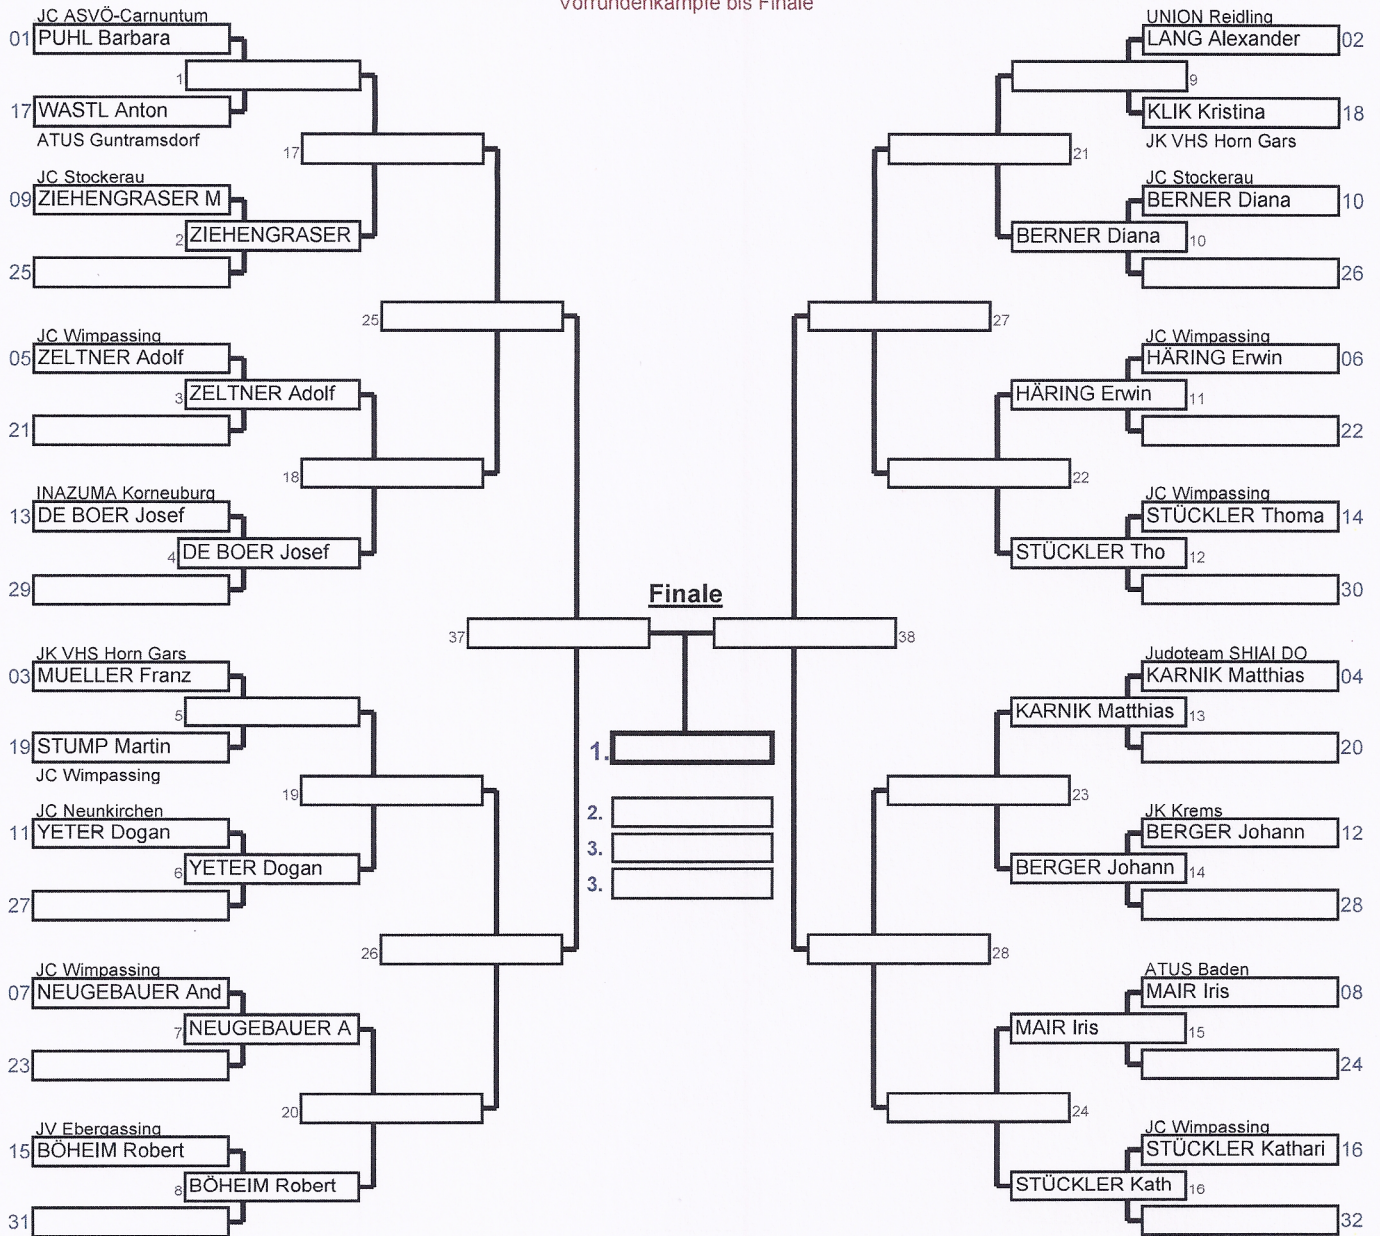 Vorrundenkämpfe bis Finale
JC ASVÖ-Carnuntum
01 PUHL Barbara
1
17 WASTL Anton
ATUS Guntramsdorf
17
JC Stockerau
09 ZIEHENGRASER M
2 ZIEHENGRASER
25
25
JC Wimpassing
05 ZELTNER Adolf
3 ZELTNER Adolf
21
18
INAZUMA Korneuburg
13 DE BOER Josef
4 DE BOER Josef
29
37
JK VHS Horn Gars
03 MUELLER Franz
5
19 STUMP Martin
JC Wimpassing
19
JC Neunkirchen
11 YETER Dogan
6 YETER Dogan
27
26
JC Wimpassing
07 NEUGEBAUER And
7 NEUGEBAUER A
23
20
JV Ebergassing
15 BÖHEIM Robert
8 BÖHEIM Robert
31
Finale
1.
2.
3.
3.
UNION Reidling
LANG Alexander 02
9
KLIK Kristina 18
JK VHS Horn Gars
21
JC Stockerau
BERNER Diana 10
BERNER Diana 10
26
27
JC Wimpassing
HÄRING Erwin 06
HÄRING Erwin 11
22
22
JC Wimpassing
STÜCKLER Thoma 14
STÜCKLER Tho 12
30
38
Judoteam SHIAI DO
KARNIK Matthias 04
KARNIK Matthias 13
20
23
JK Krems
BERGER Johann 12
BERGER Johann 14
28
28
ATUS Baden
MAIR Iris 08
MAIR Iris 15
24
24
JC Wimpassing
STÜCKLER Kathari 16
STÜCKLER Kath 16
32